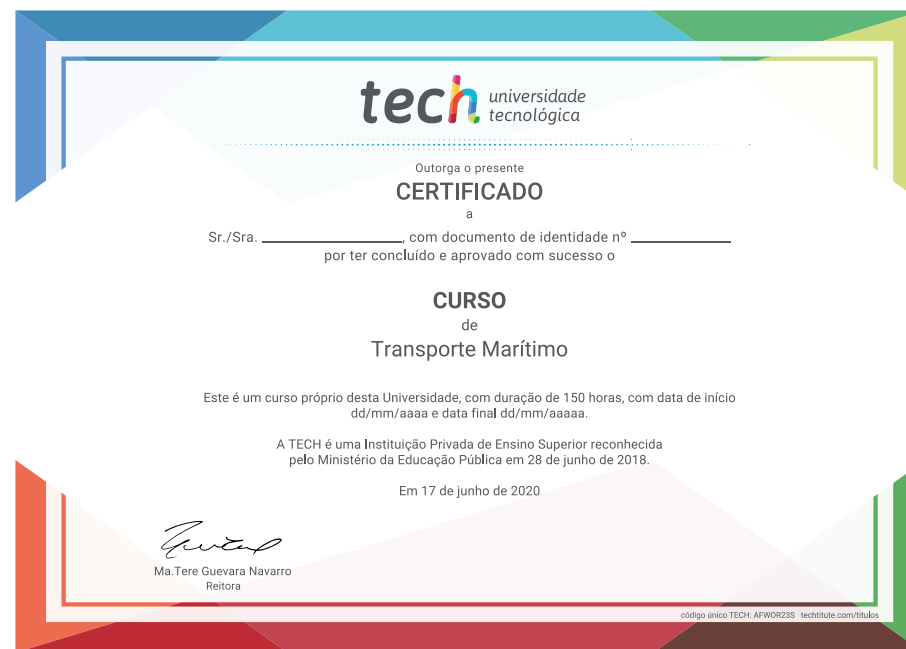 tech universidade
tecnológica
Outorga o presente
CERTIFICADO
a
Sr./Sra. ____________, com documento de identidade nº ____________
por ter concluído e aprovado com sucesso o
CURSO
de
Transporte Marítimo
Este é um curso próprio desta Universidade, com duração de 150 horas, com data de início
dd/mm/aaaa e data final dd/mm/aaaaa.
A TECH é uma Instituição Privada de Ensino Superior reconhecida
pelo Ministério da Educação Pública em 28 de junho de 2018.
Em 17 de junho de 2020
Ma.Tere Guevara Navarro
Reitora
código único TECH: AFWOR23S techtitute.com/titulos